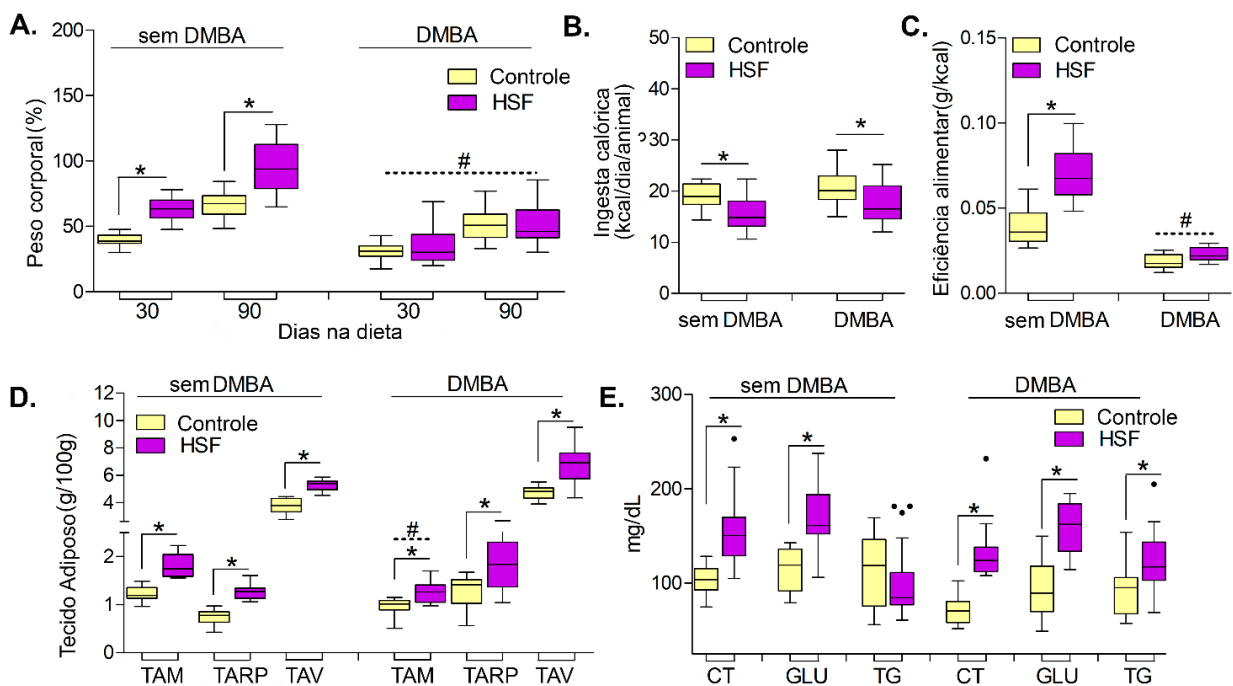 A.
sem DMBA
DMBA
Controle
HSF
Peso corporal (%)
200
150
100
50
0
*
*
#
30
90
30
90
Dias na dieta
B.
Controle
HSF
Ingesta calórica
(kcal/dia/animal)
50
40
30
20
10
0
*
*
sem DMBA
DMBA
C.
Controle
HSF
Eficiência alimentar(g/kcal)
0.15
0.10
0.05
0.00
*
#
sem DMBA
DMBA
D.
sem DMBA
DMBA
Controle
HSF
Tecido Adiposo (g/100g)
12
10
8
6
4
2
1
0
*
*
*
#
*
*
*
TAM
TARP
TAV
TAM
TARP
TAV
E.
sem DMBA
DMBA
Controle
HSF
mg/dL
300
200
100
*
*
*
*
*
CT
GLU
TG
CT
GLU
TG